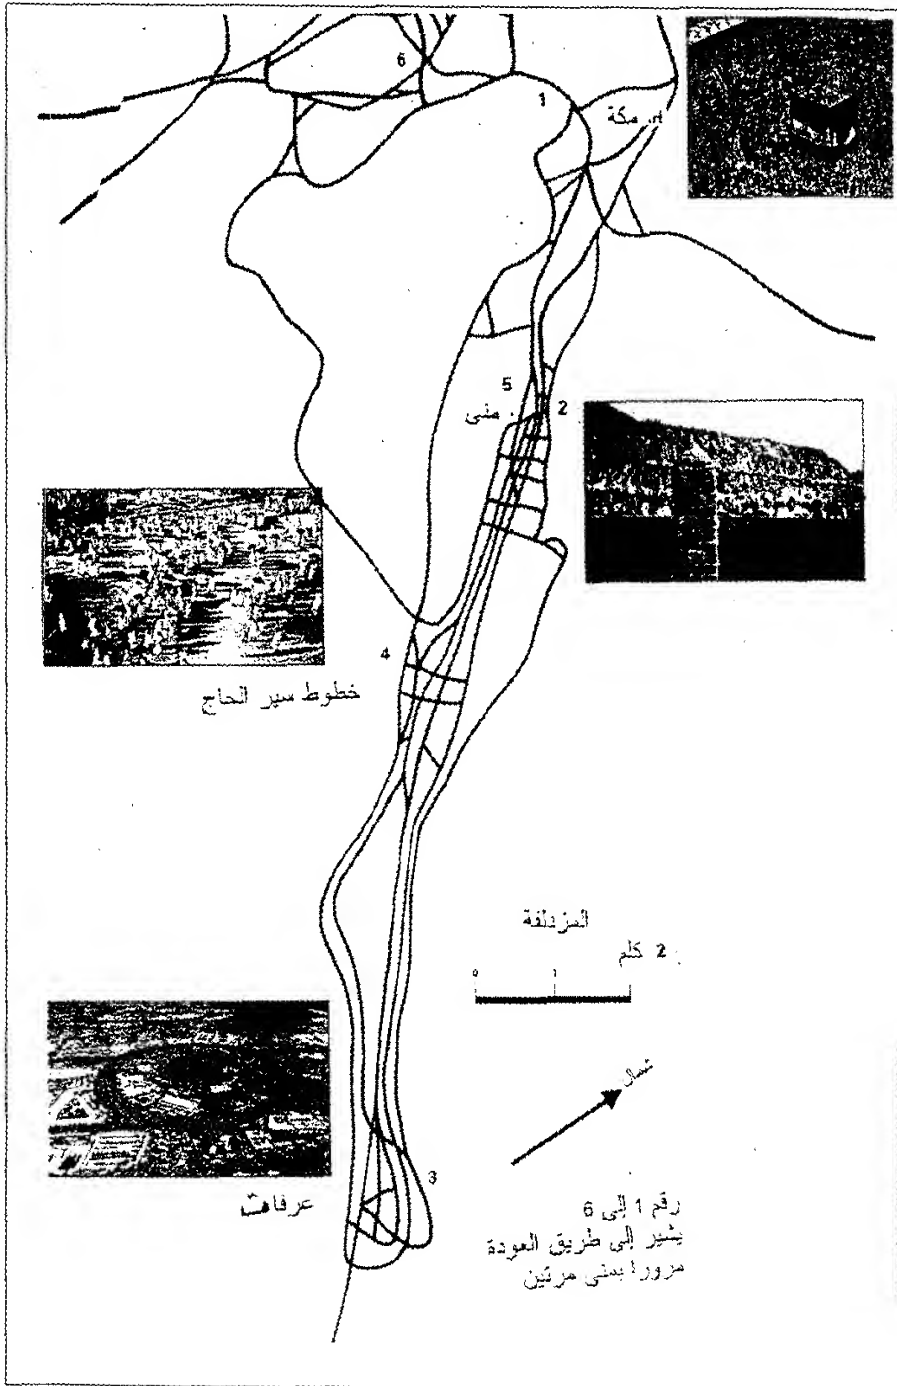 6
1
مكة
5
2
منى
4
خطوط سير الحاج
المزدلفة
2 كلم
0
1
شمال
3
عرفات
رقم 1 إلى 6
يشير إلى طريق العودة
مرورا بمنى مرتين